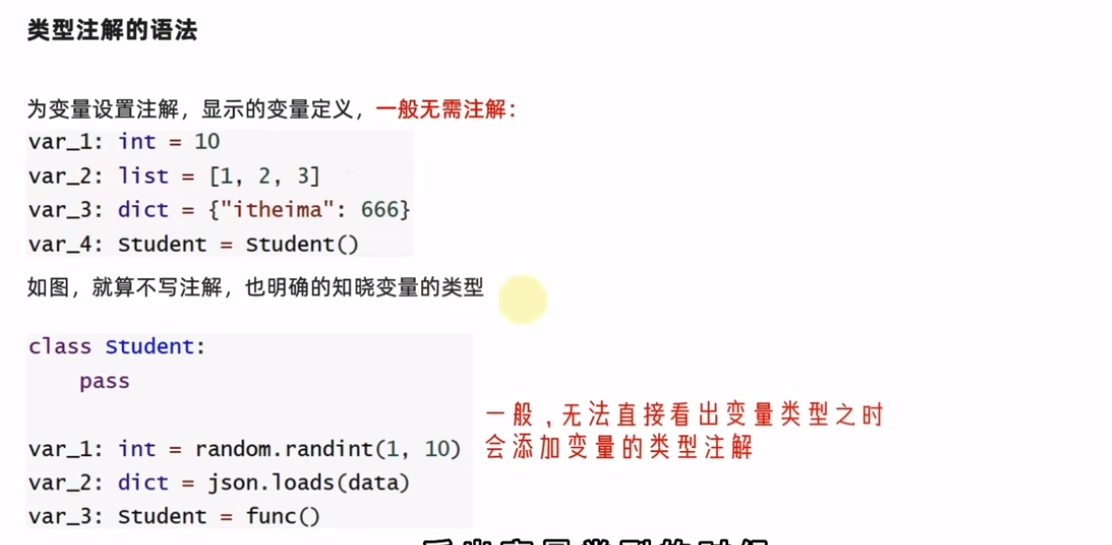 类型注解的语法
为变量设置注解，显示的变量定义，一般无需注解：
var_1: int = 10
var_2: list = [1, 2, 3]
var_3: dict = {"itheima": 666}
var_4: Student = Student()
如图，就算不写注解，也明确的知晓变量的类型
class Student:
    pass
var_1: int = random.randint(1, 10)
var_2: dict = json.loads(data)
var_3: Student = func()
一般，无法直接看出变量类型之时
会添加变量的类型注解